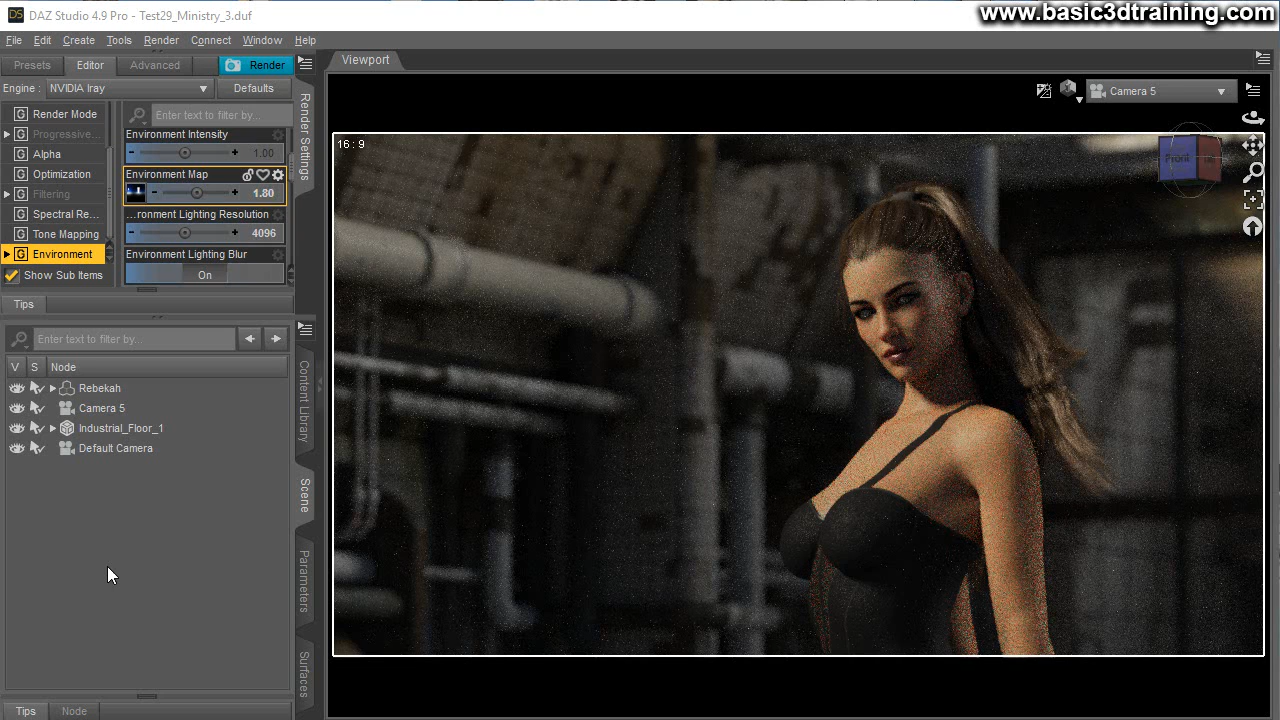 DAZ Studio 4.9 Pro - Test29_Ministry_3.duf
www.basic3dtraining.com
File Edit Create Tools Render Connect Window Help
Presets Editor Advanced Render
Viewport
Engine : NVIDIA Iray Defaults
Camera 5
Render Mode
Enter text to filter by...
Progressive...
Environment Intensity
Alpha
1.00
Optimization
Environment Map
Filtering
1.80
Spectral Re...
...ronment Lighting Resolution
Tone Mapping
4096
Environment
Environment Lighting Blur
Show Sub Items
On
Render Settings
16 : 9
Front
Tips
Enter text to filter by...
V S Node
Rebekah
Camera 5
Industrial_Floor_1
Default Camera
Content Library
Scene
Parameters
Surfaces
Tips Node